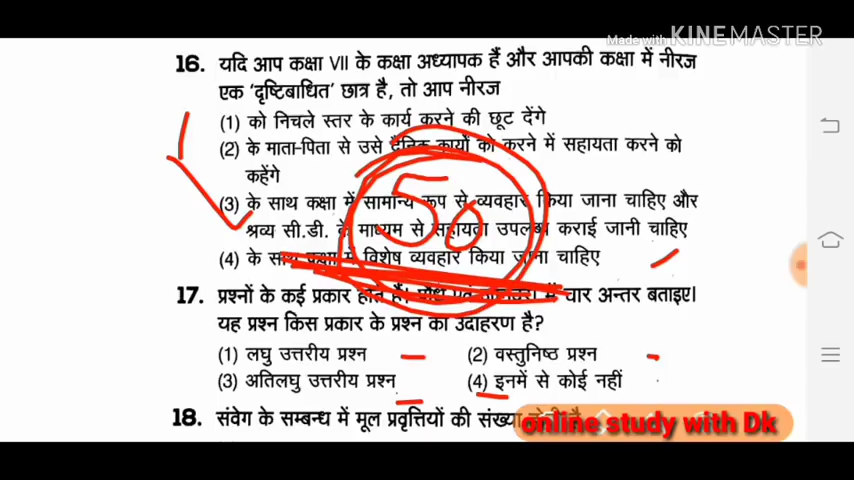 Made with KINEMASTER
16. यदि आप कक्षा VII के कक्षा अध्यापक हैं और आपकी कक्षा में नीरज
एक ‘दृष्टिबाधित’ छात्र है, तो आप नीरज
(1) को निचले स्तर के कार्य करने की छूट देंगे
(2) के माता-पिता से उसे दैनिक कार्यों को करने में सहायता करने को
कहेंगे
(3) के साथ कक्षा में सामान्य रूप से व्यवहार किया जाना चाहिए और
श्रव्य सी.डी. के माध्यम से सहायता उपलब्ध कराई जानी चाहिए
50
(4) के साथ कक्षा में विशेष व्यवहार किया जाना चाहिए
17. प्रश्नों के कई प्रकार होते हैं। में चार अन्तर बताइए।
यह प्रश्न किस प्रकार के प्रश्न का उदाहरण है?
(1) लघु उत्तरीय प्रश्न (2) वस्तुनिष्ठ प्रश्न
(3) अतिलघु उत्तरीय प्रश्न (4) इनमें से कोई नहीं
18. संवेग के सम्बन्ध में मूल प्रवृत्तियों की संख्या
online study with Dk